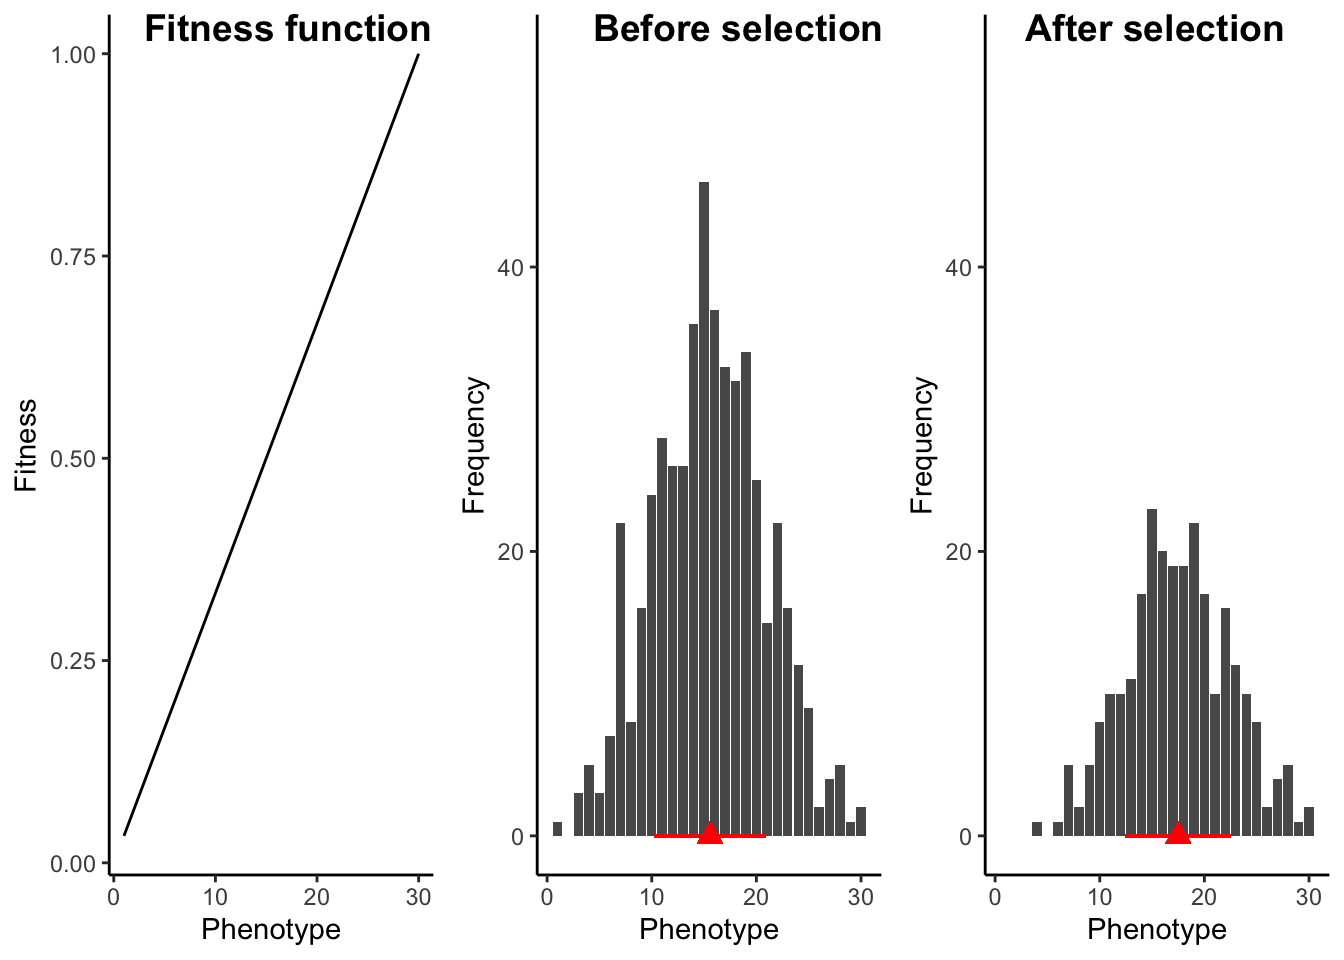 Fitness function
Fitness
1.00
0.75
0.50
0.25
0.00
0 10 20 30
Phenotype
Before selection
Frequency
40
20
0
0 10 20 30
Phenotype
After selection
Frequency
40
20
0
0 10 20 30
Phenotype